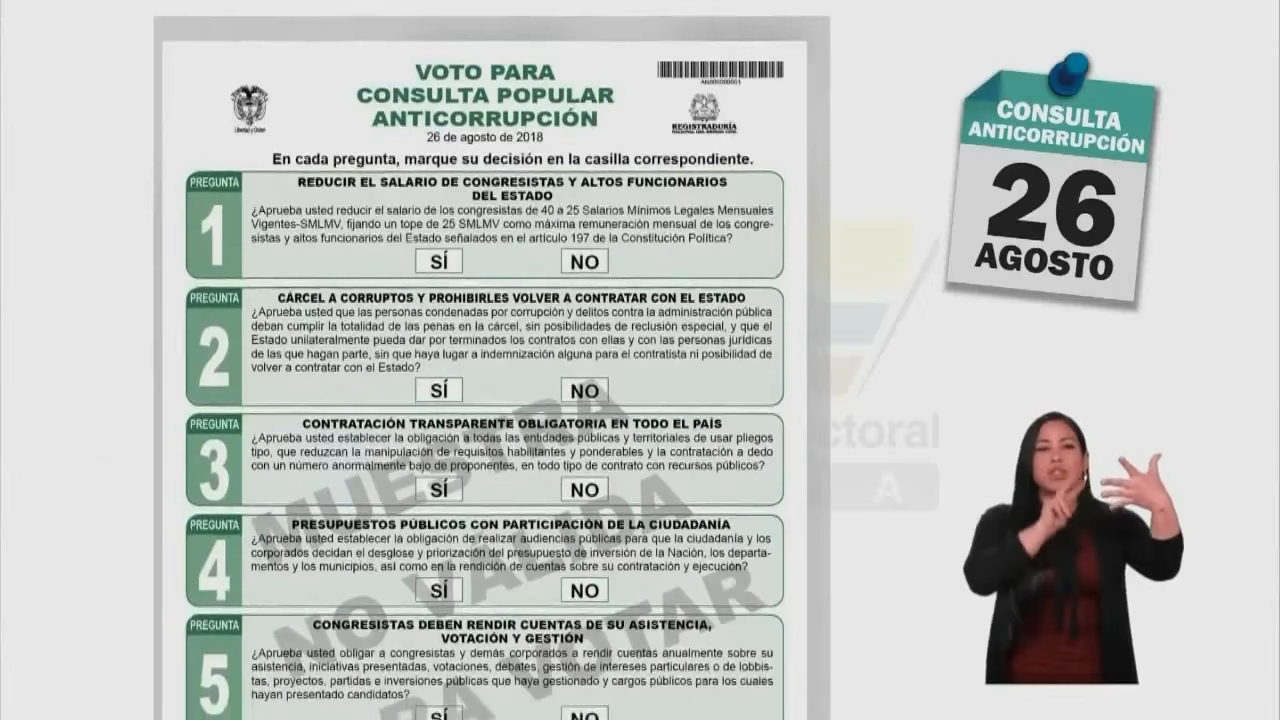 VOTO PARA
CONSULTA POPULAR
ANTICORRUPCIÓN
26 de agosto de 2018
Libertad y Orden
AN000000001
REGISTRADURÍA
NACIONAL DEL ESTADO CIVIL
En cada pregunta, marque su decisión en la casilla correspondiente.
PREGUNTA
1
REDUCIR EL SALARIO DE CONGRESISTAS Y ALTOS FUNCIONARIOS
DEL ESTADO
¿Aprueba usted reducir el salario de los congresistas de 40 a 25 Salarios Mínimos Legales Mensuales
Vigentes-SMLMV, fijando un tope de 25 SMLMV como máxima remuneración mensual de los congre-
sistas y altos funcionarios del Estado señalados en el artículo 197 de la Constitución Política?
SÍ NO
PREGUNTA
2
CÁRCEL A CORRUPTOS Y PROHIBIRLES VOLVER A CONTRATAR CON EL ESTADO
¿Aprueba usted que las personas condenadas por corrupción y delitos contra la administración pública
deban cumplir la totalidad de las penas en la cárcel, sin posibilidades de reclusión especial, y que el
Estado unilateralmente pueda dar por terminados los contratos con ellas y con las personas jurídicas
de las que hagan parte, sin que haya lugar a indemnización alguna para el contratista ni posibilidad de
volver a contratar con el Estado?
SÍ NO
PREGUNTA
3
CONTRATACIÓN TRANSPARENTE OBLIGATORIA EN TODO EL PAÍS
¿Aprueba usted establecer la obligación a todas las entidades públicas y territoriales de usar pliegos
tipo, que reduzcan la manipulación de requisitos habilitantes y ponderables y la contratación a dedo
con un número anormalmente bajo de proponentes, en todo tipo de contrato con recursos públicos?
SÍ NO
PREGUNTA
4
PRESUPUESTOS PÚBLICOS CON PARTICIPACIÓN DE LA CIUDADANÍA
¿Aprueba usted establecer la obligación de realizar audiencias públicas para que la ciudadanía y los
corporados decidan el desglose y priorización del presupuesto de inversión de la Nación, los departa-
mentos y los municipios, así como en la rendición de cuentas sobre su contratación y ejecución?
SÍ NO
PREGUNTA
5
CONGRESISTAS DEBEN RENDIR CUENTAS DE SU ASISTENCIA,
VOTACIÓN Y GESTIÓN
¿Aprueba usted obligar a congresistas y demás corporados a rendir cuentas anualmente sobre su
asistencia, iniciativas presentadas, votaciones, debates, gestión de intereses particulares o de lobbis-
tas, proyectos, partidas e inversiones públicas que haya gestionado y cargos públicos para los cuales
hayan presentado candidatos?
SÍ NO
MUESTRA
NO VALIDA
PA VOTAR
CONSULTA
ANTICORRUPCIÓN
26
AGOSTO
ctoral
A